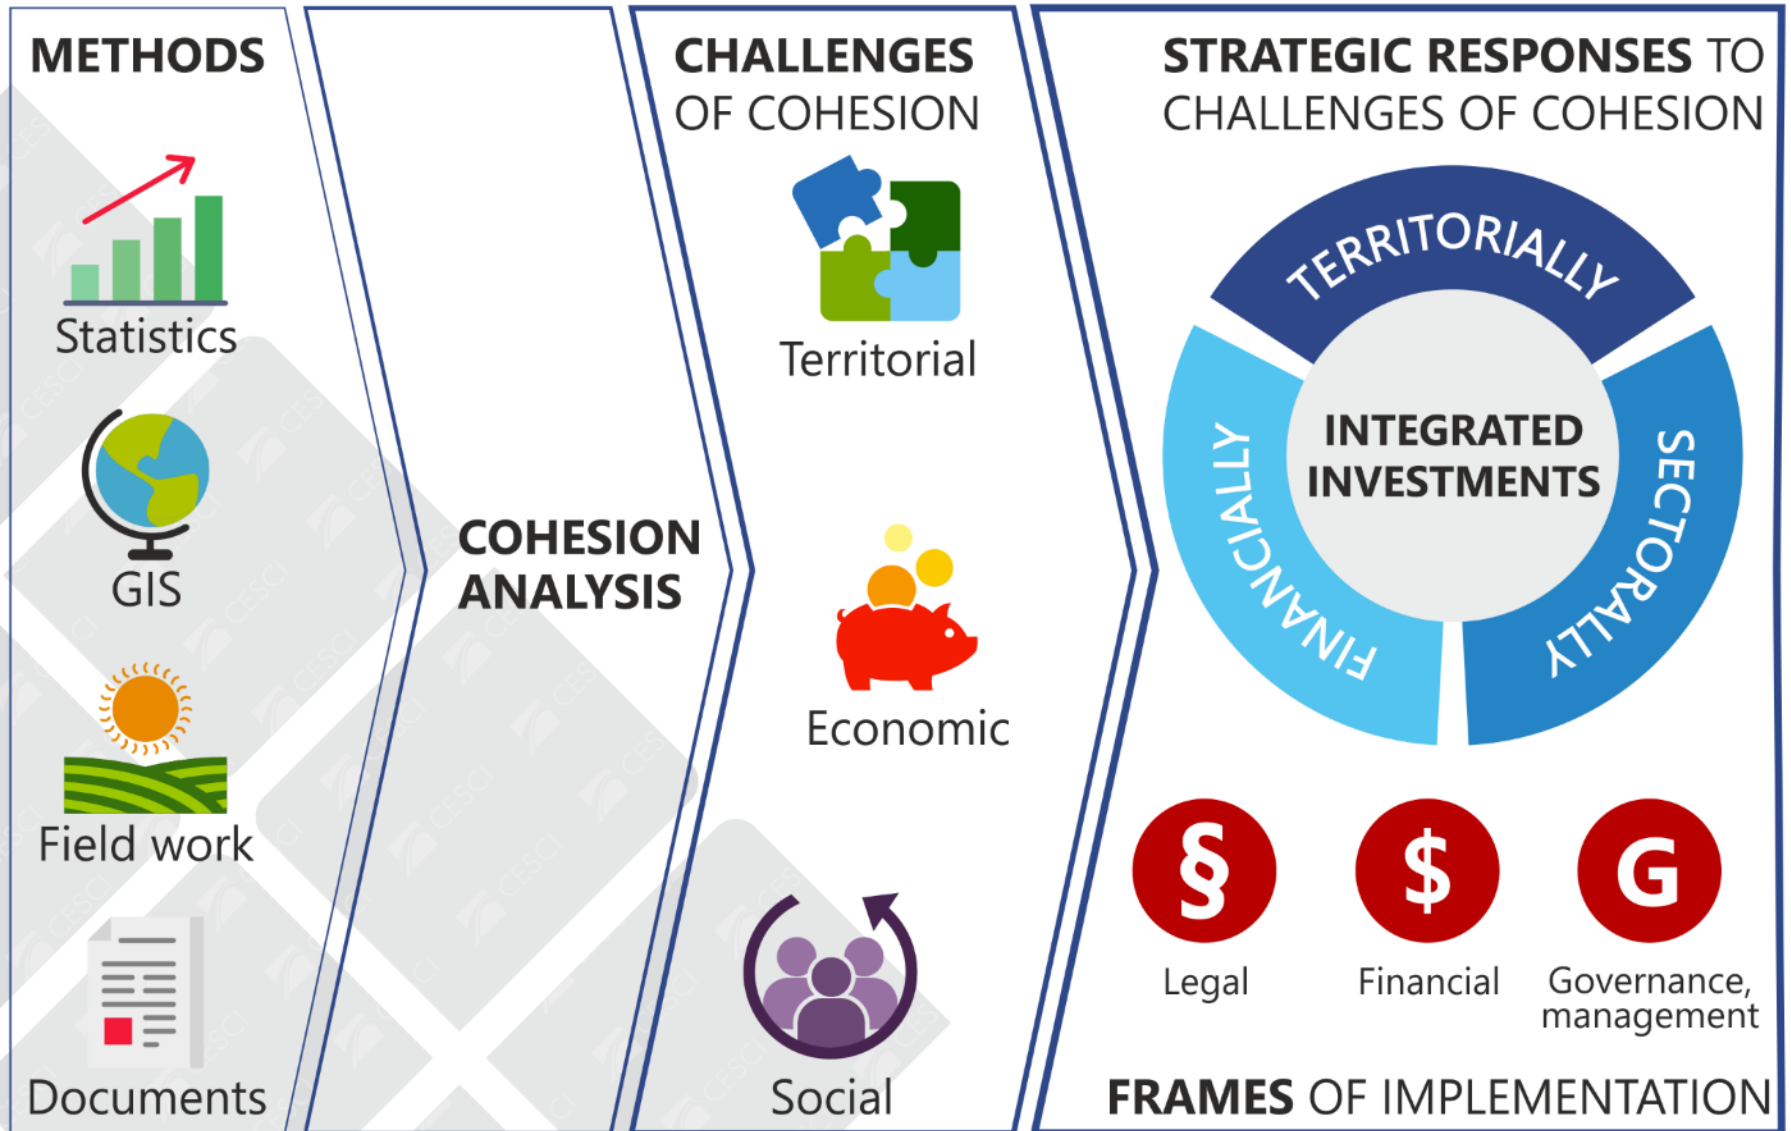 METHODS
Statistics
GIS
Field work
Documents
COHESION
ANALYSIS
CHALLENGES
OF COHESION
Territorial
Economic
Social
STRATEGIC RESPONSES TO
CHALLENGES OF COHESION
TERRITORIALLY
SECTORALLY
FINANCIALLY
INTEGRATED
INVESTMENTS
§
$
G
Legal
Financial
Governance,
management
FRAMES OF IMPLEMENTATION
CESCI